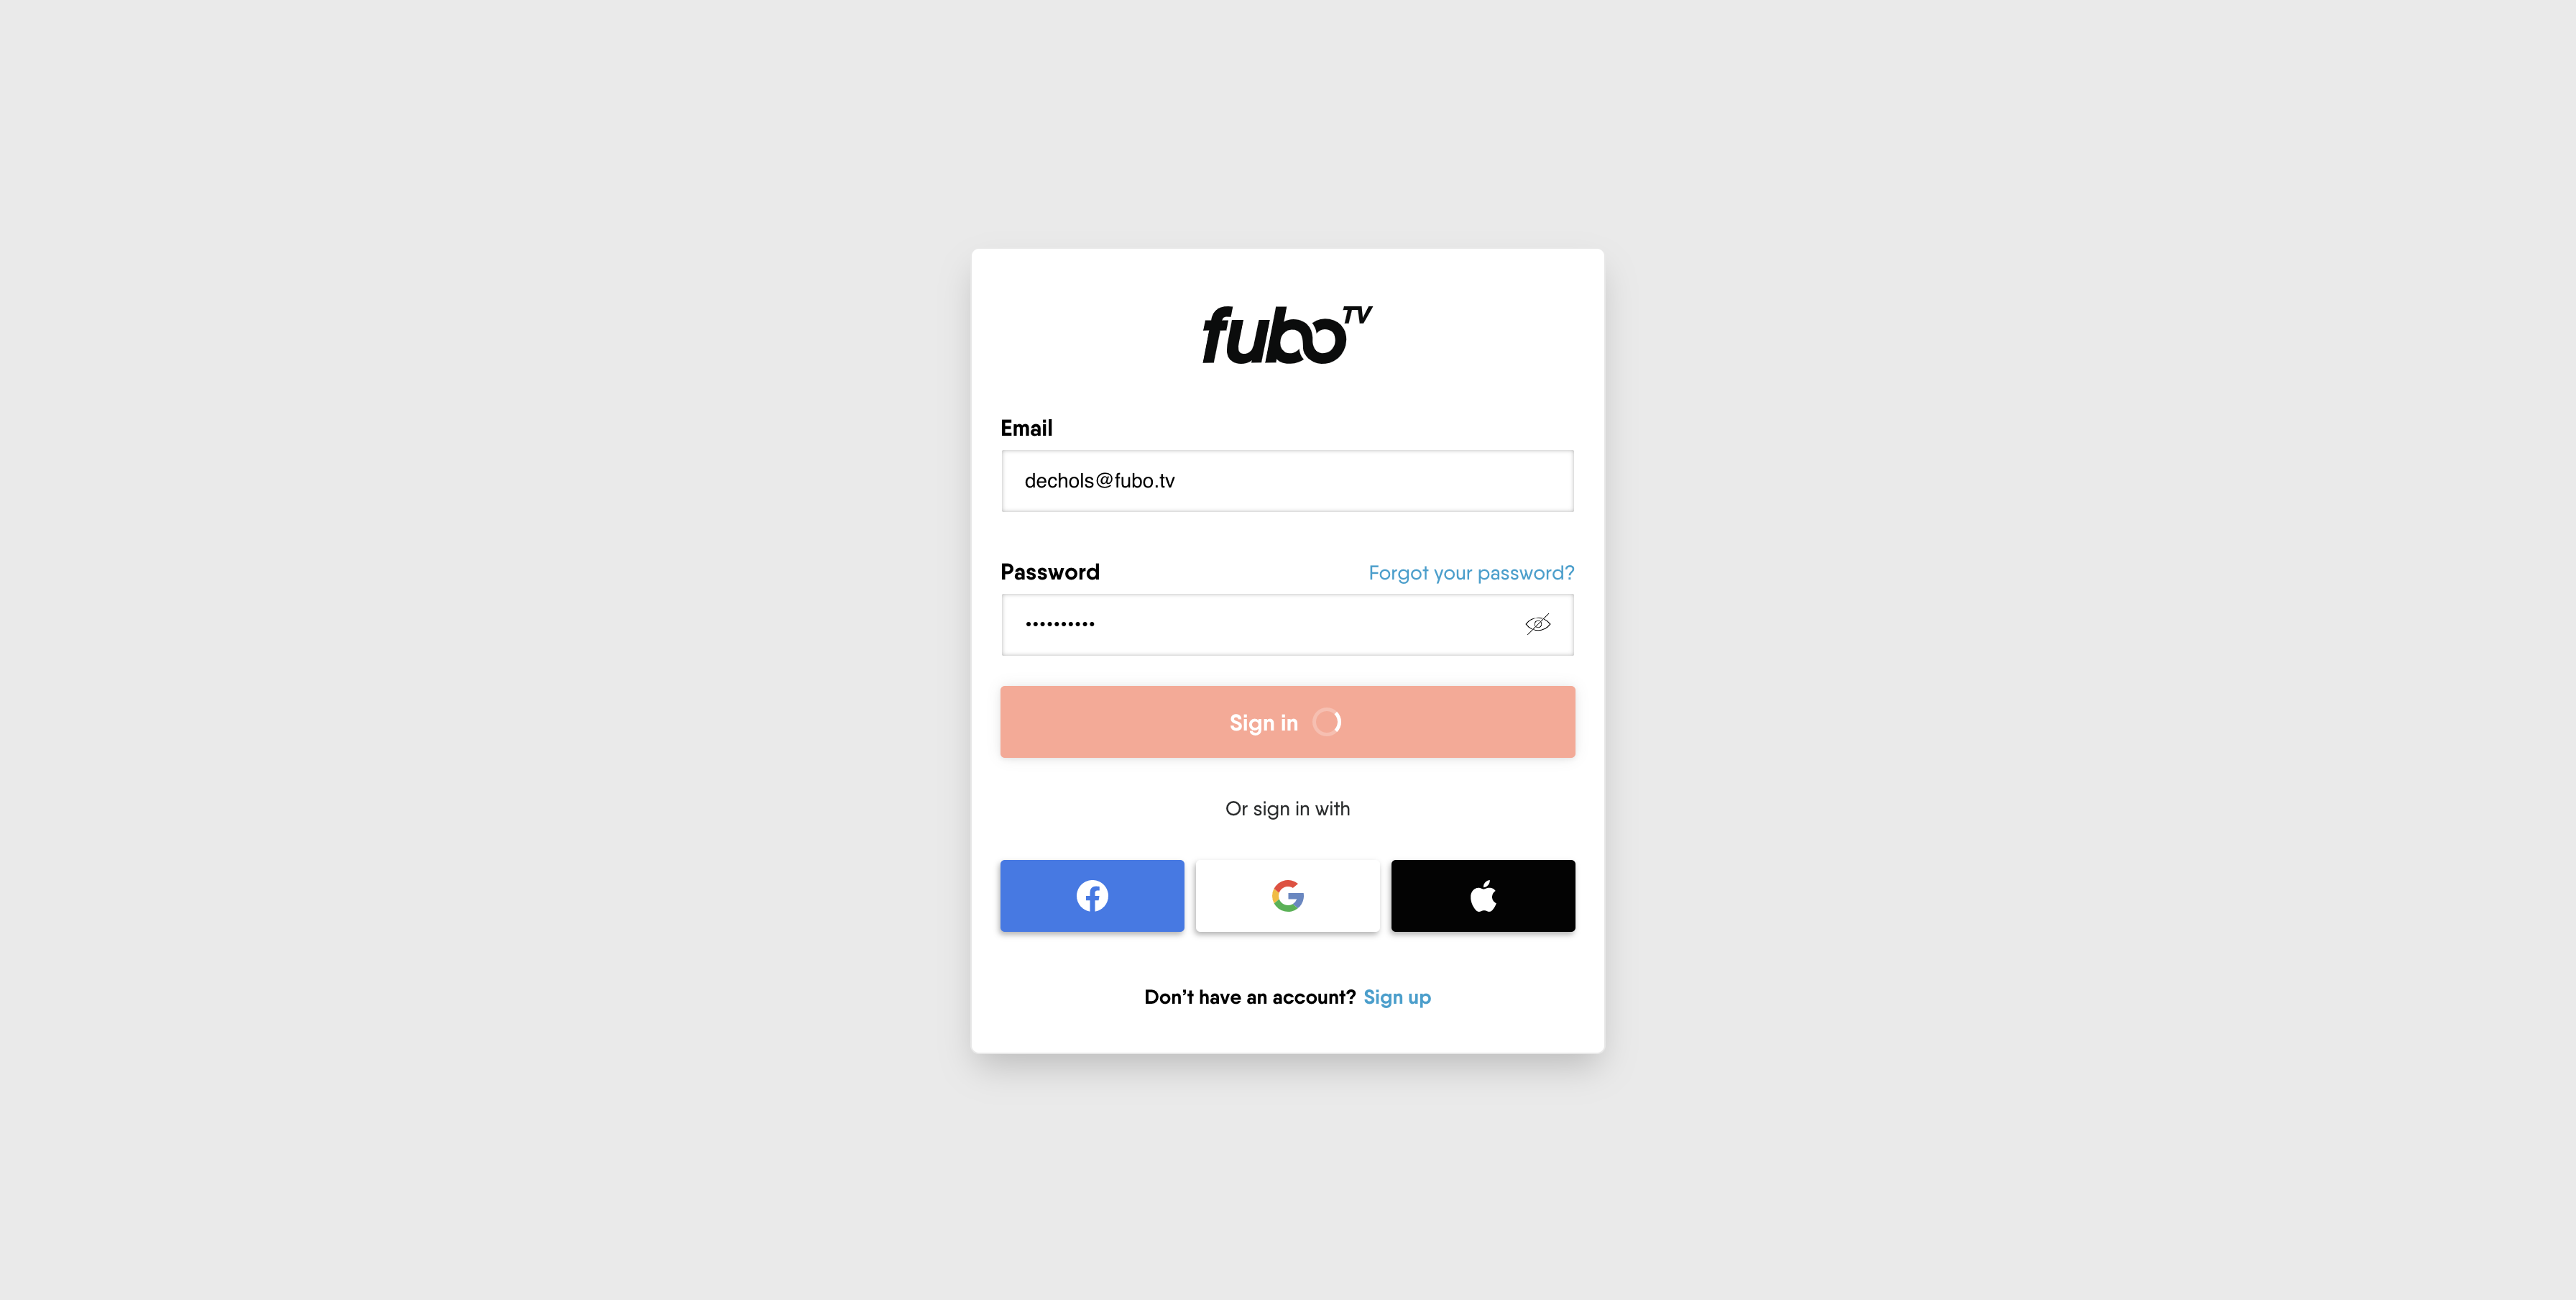 fuboTV
Email
dechols@fubo.tv
Password Forgot your password?
••••••••••
Sign in
Or sign in with
Don’t have an account? Sign up